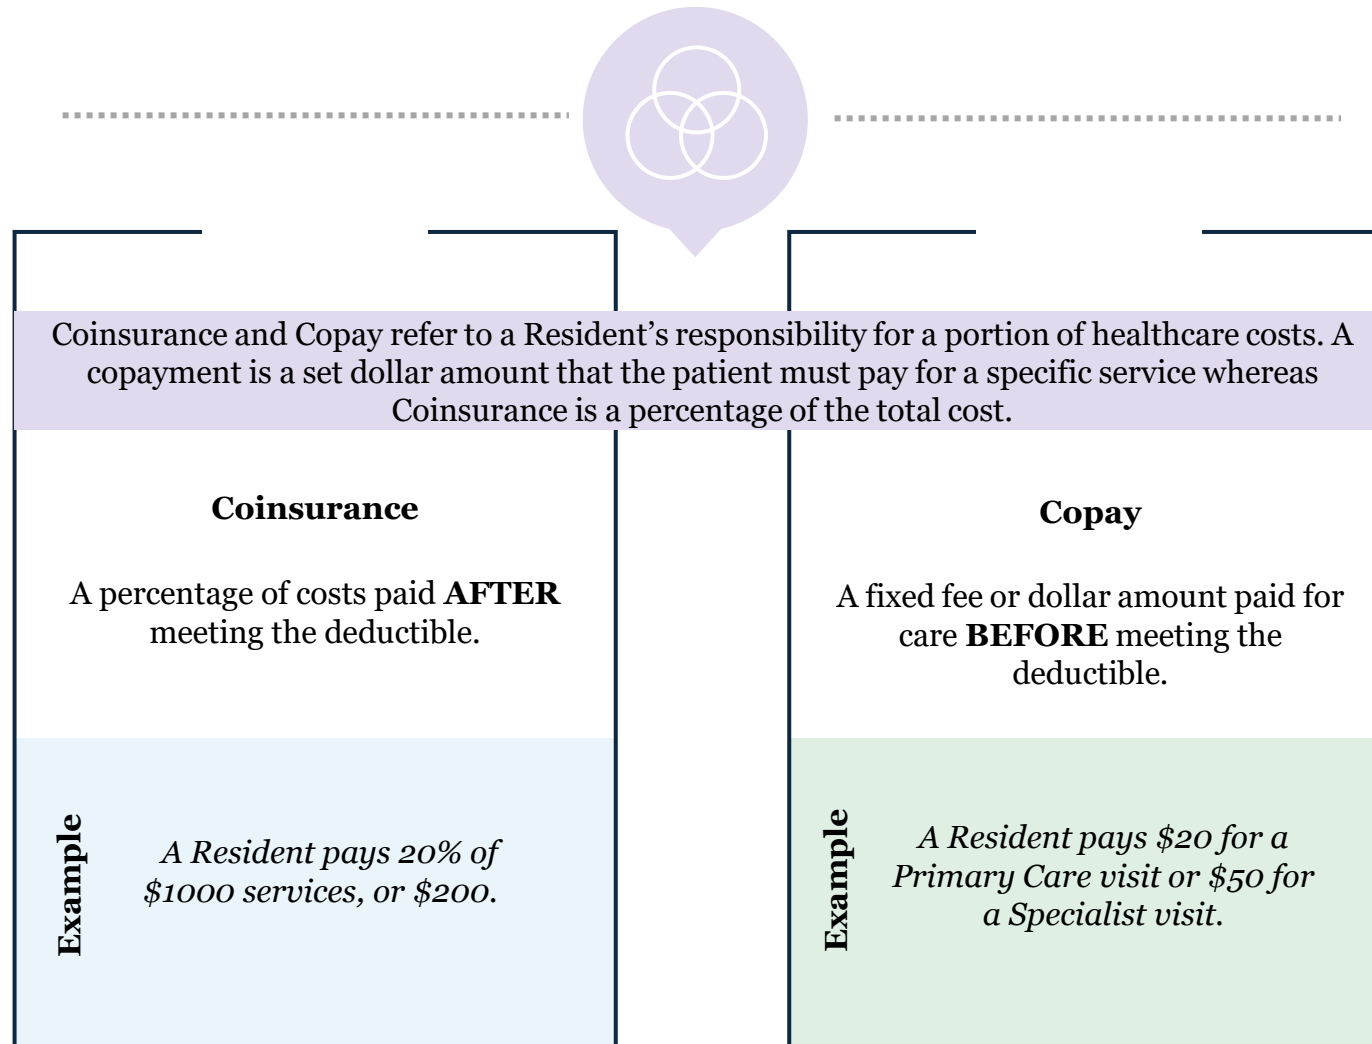 Coinsurance and Copay refer to a Resident’s responsibility for a portion of healthcare costs. A
copayment is a set dollar amount that the patient must pay for a specific service whereas
Coinsurance is a percentage of the total cost.
Coinsurance
A percentage of costs paid AFTER
meeting the deductible.
Example
A Resident pays 20% of
$1000 services, or $200.
Copay
A fixed fee or dollar amount paid for
care BEFORE meeting the
deductible.
Example
A Resident pays $20 for a
Primary Care visit or $50 for
a Specialist visit.